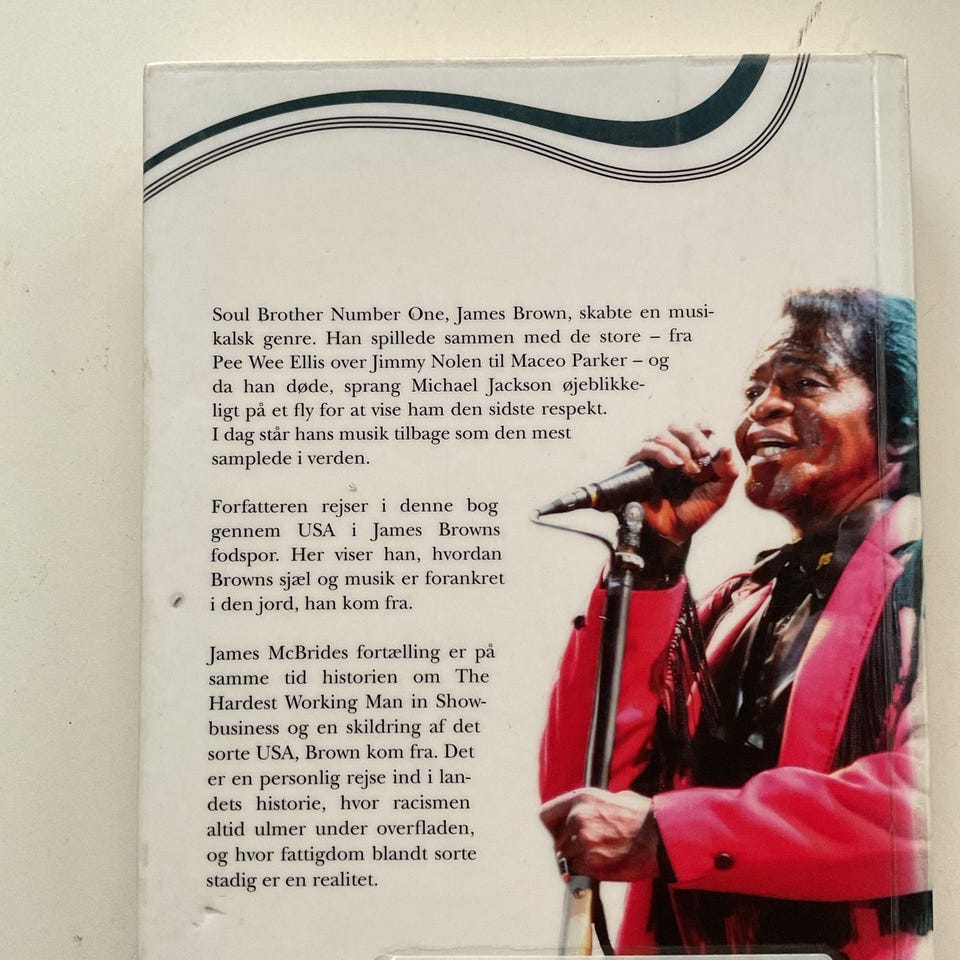 Soul Brother Number One, James Brown, skabte en musi-
kalsk genre. Han spillede sammen med de store – fra
Pee Wee Ellis over Jimmy Nolen til Maceo Parker – og
da han døde, sprang Michael Jackson øjeblikke-
ligt på et fly for at vise ham den sidste respekt.
I dag står hans musik tilbage som den mest
samplede i verden.
Forfatteren rejser i denne bog
gennem USA i James Browns
fodspor. Her viser han, hvordan
Browns sjæl og musik er forankret
i den jord, han kom fra.
James McBrides fortælling er på
samme tid historien om The
Hardest Working Man in Show-
business og en skildring af det
sorte USA, Brown kom fra. Det
er en personlig rejse ind i lan-
dets historie, hvor racismen
altid ulmer under overfladen,
og hvor fattigdom blandt sorte
stadig er en realitet.